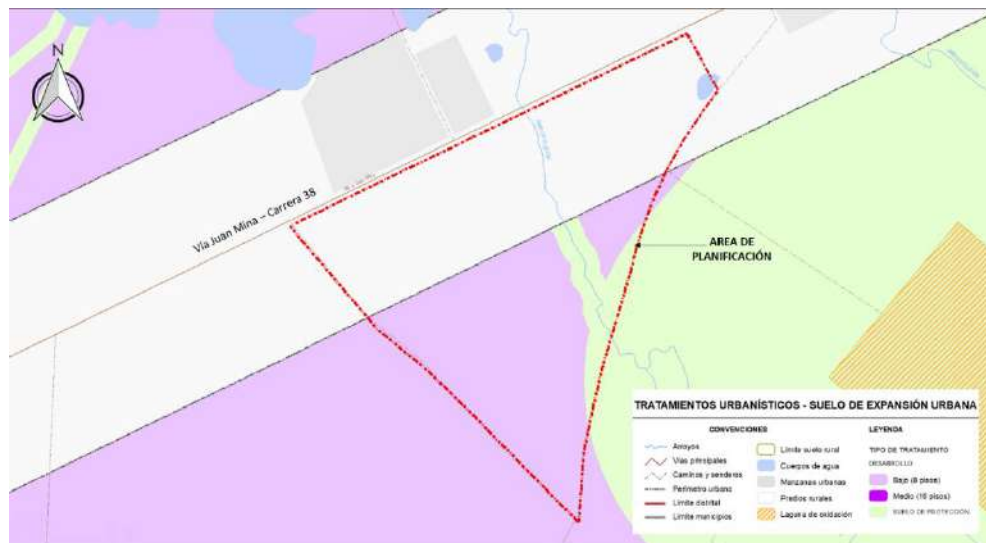 N
Vía Juan Mina – Carrera 38
AREA DE
PLANIFICACIÓN
TRATAMIENTOS URBANÍSTICOS - SUELO DE EXPANSIÓN URBANA
CONVENCIONES
Arroyos
Vías principales
Caminos y senderos
Perímetro urbano
Límite distrital
Límite municipios
Límite suelo rural
Cuerpos de agua
Manzanas urbanas
Predios rurales
Laguna de oxidación
LEYENDA
TIPO DE TRATAMIENTO
DESARROLLO
Bajo (8 pisos)
Medio (16 pisos)
SUELO DE PROTECCIÓN